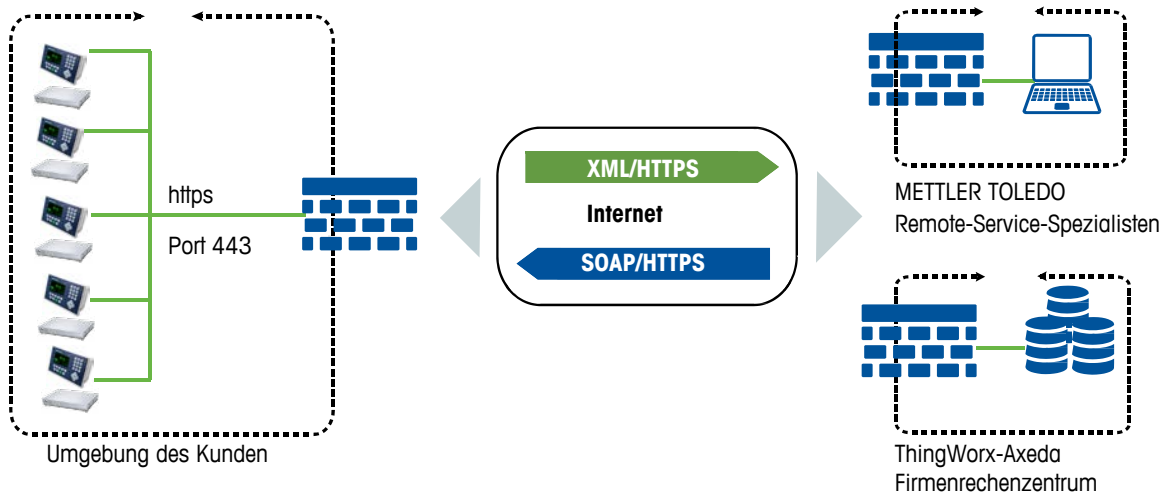 https
Port 443
Umgebung des Kunden
XML/HTTPS
Internet
SOAP/HTTPS
METTLER TOLEDO
Remote-Service-Spezialisten
ThingWorx-Axeda
Firmenrechenzentrum